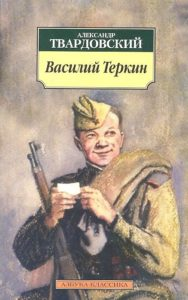 АЛЕКСАНДР
ТВАРДОВСКИЙ
Василий Теркин
АЗБУКА-КЛАССИКА